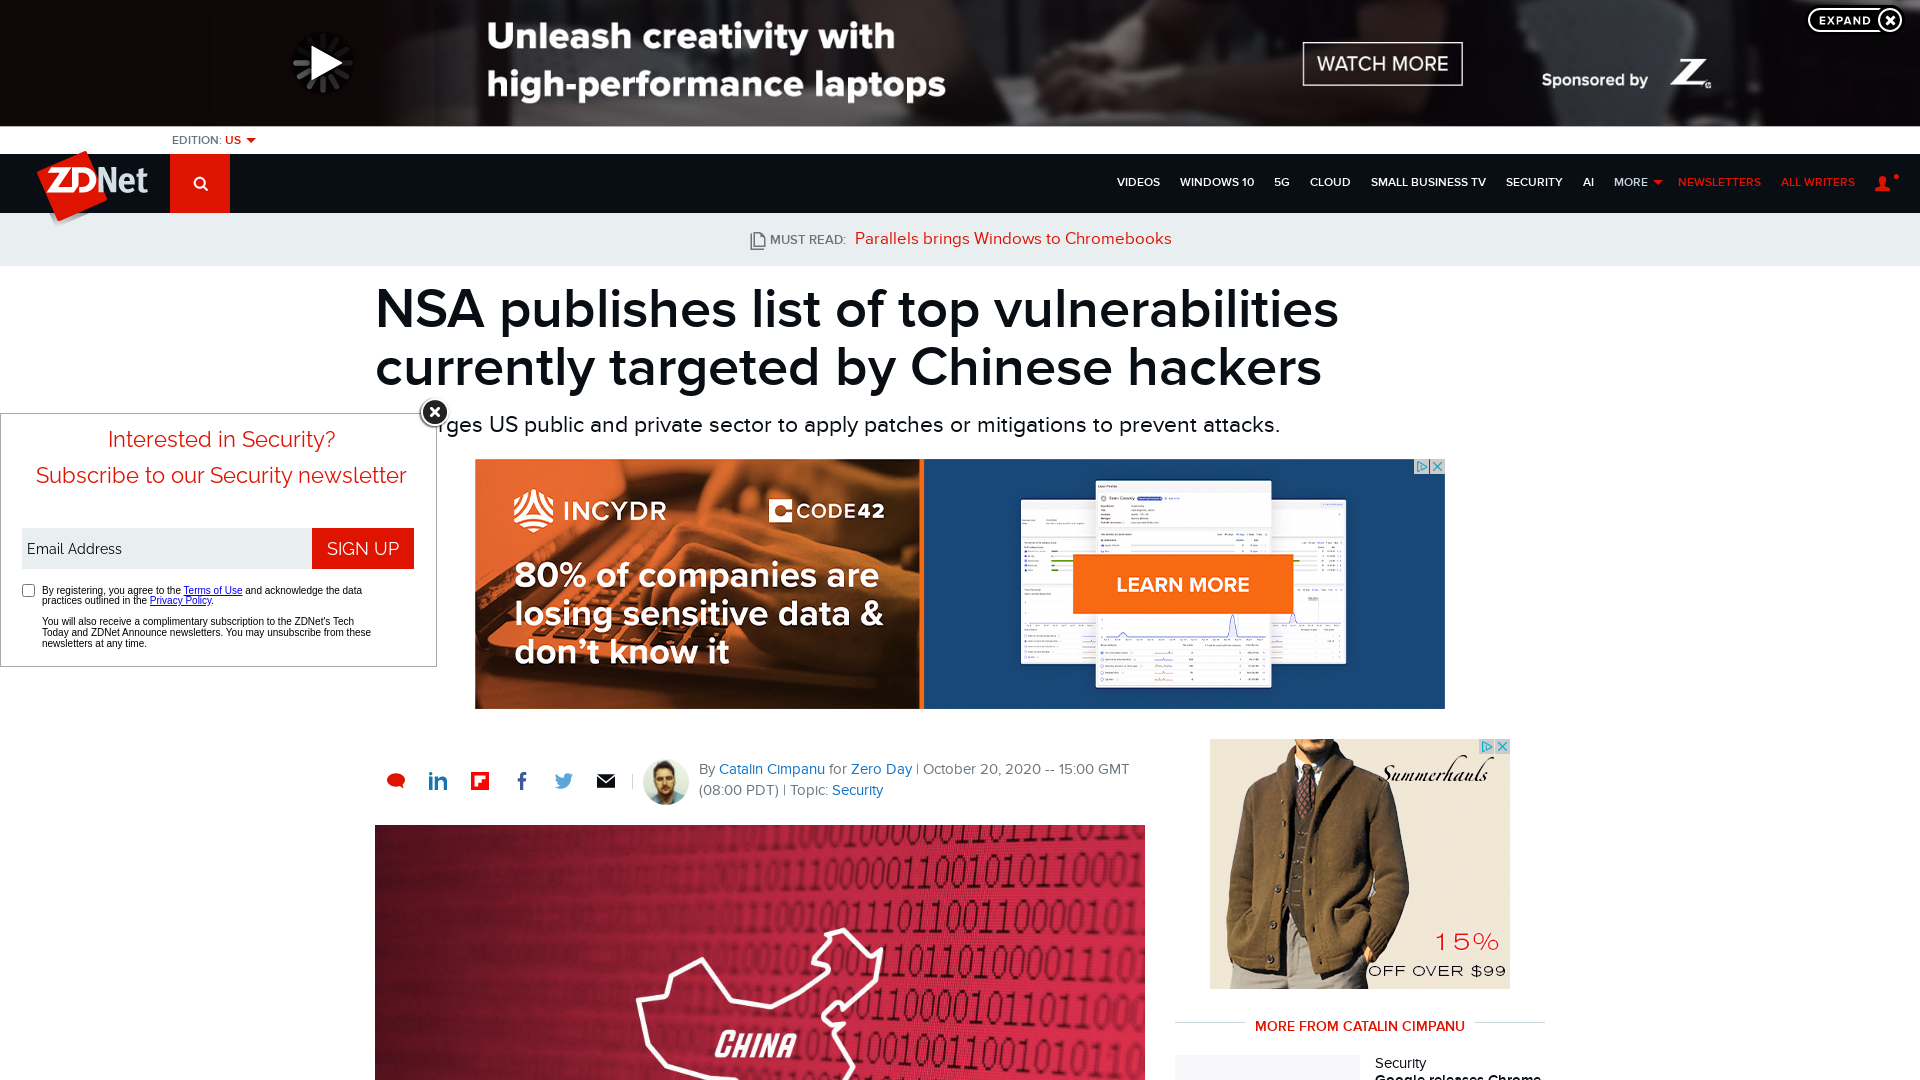 Unleash creativity with
high-performance laptops
WATCH MORE
Sponsored by
EXPAND
EDITION: US
ZDNet
VIDEOS WINDOWS 10 5G CLOUD SMALL BUSINESS TV SECURITY AI MORE NEWSLETTERS ALL WRITERS
MUST READ: Parallels brings Windows to Chromebooks
NSA publishes list of top vulnerabilities
currently targeted by Chinese hackers
rges US public and private sector to apply patches or mitigations to prevent attacks.
Interested in Security?
Subscribe to our Security newsletter
Email Address
SIGN UP
By registering, you agree to the Terms of Use and acknowledge the data
practices outlined in the Privacy Policy.
You will also receive a complimentary subscription to the ZDNet's Tech
Today and ZDNet Announce newsletters. You may unsubscribe from these
newsletters at any time.
INCYDR CODE42
80% of companies are
losing sensitive data &
don't know it
LEARN MORE
By Catalin Cimpanu for Zero Day | October 20, 2020 -- 15:00 GMT
(08:00 PDT) | Topic: Security
CHINA
Summerhauls
15%
OFF OVER $99
MORE FROM CATALIN CIMPANU
Security
Google releases Chrome